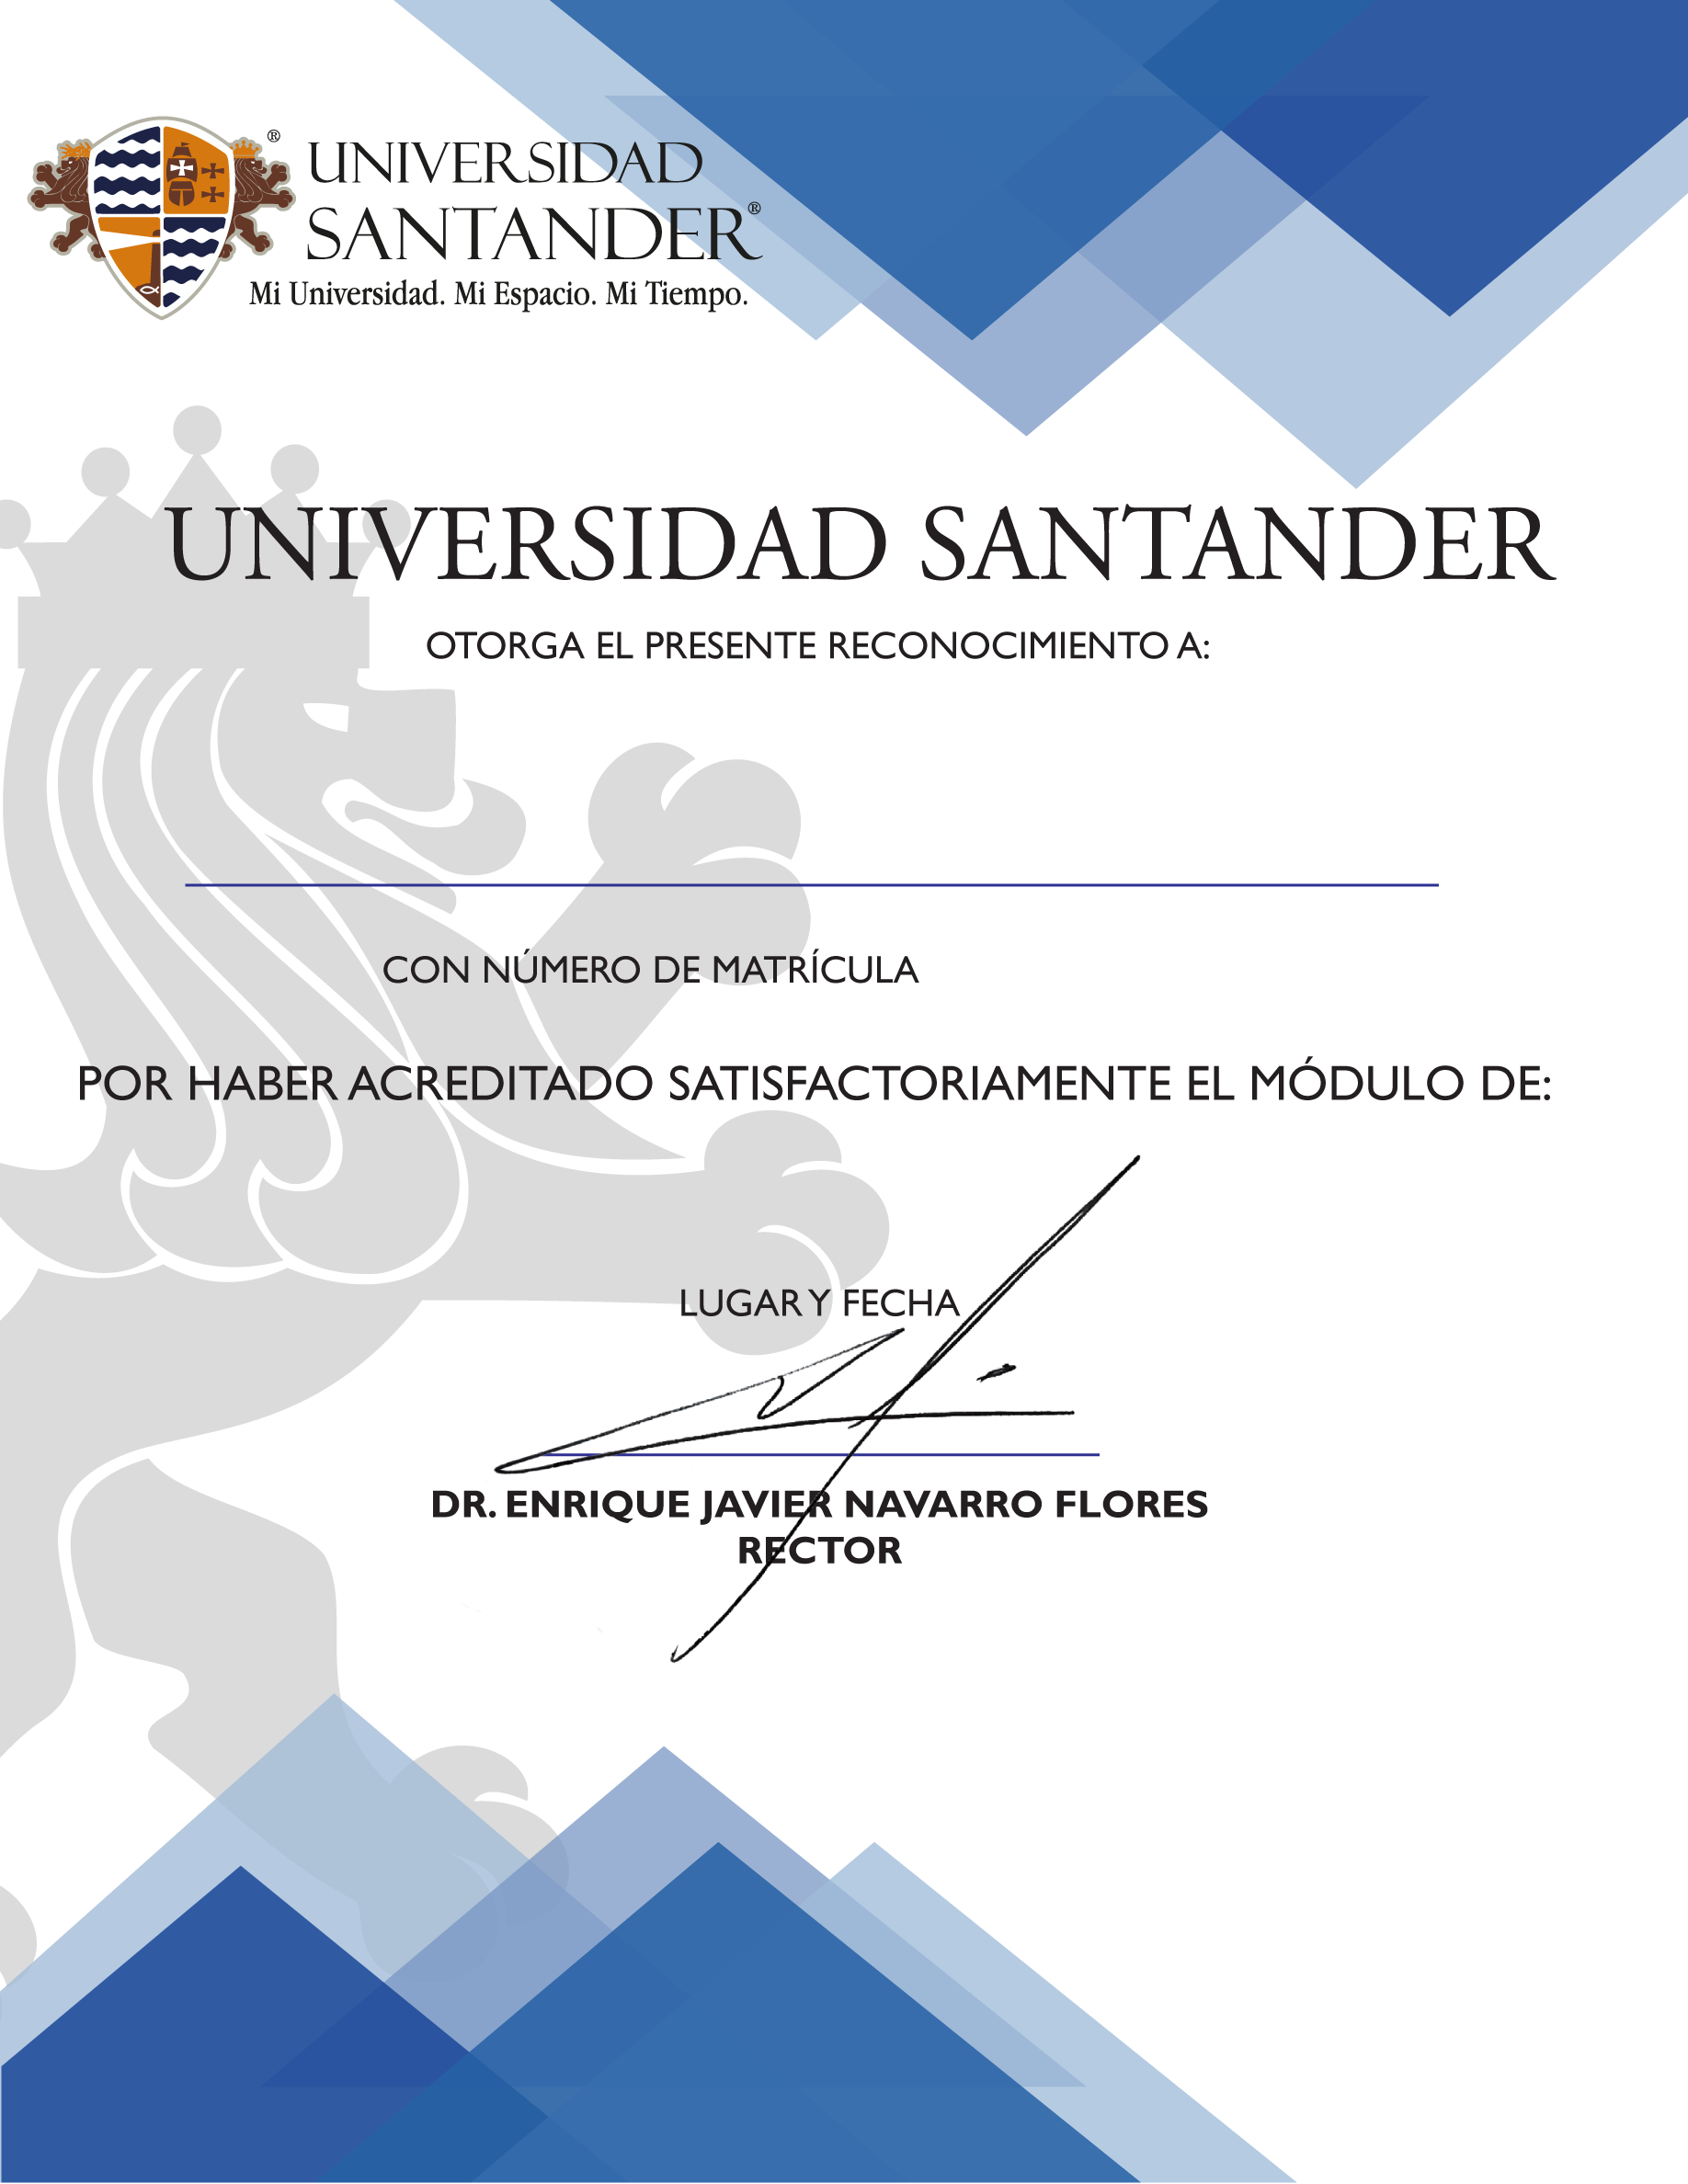 ®
UNIVERSIDAD
SANTANDER®
Mi Universidad. Mi Espacio. Mi Tiempo.
UNIVERSIDAD SANTANDER
OTORGA EL PRESENTE RECONOCIMIENTO A:
CON NÚMERO DE MATRÍCULA
POR HABER ACREDITADO SATISFACTORIAMENTE EL MÓDULO DE:
LUGAR Y FECHA
DR. ENRIQUE JAVIER NAVARRO FLORES
RECTOR